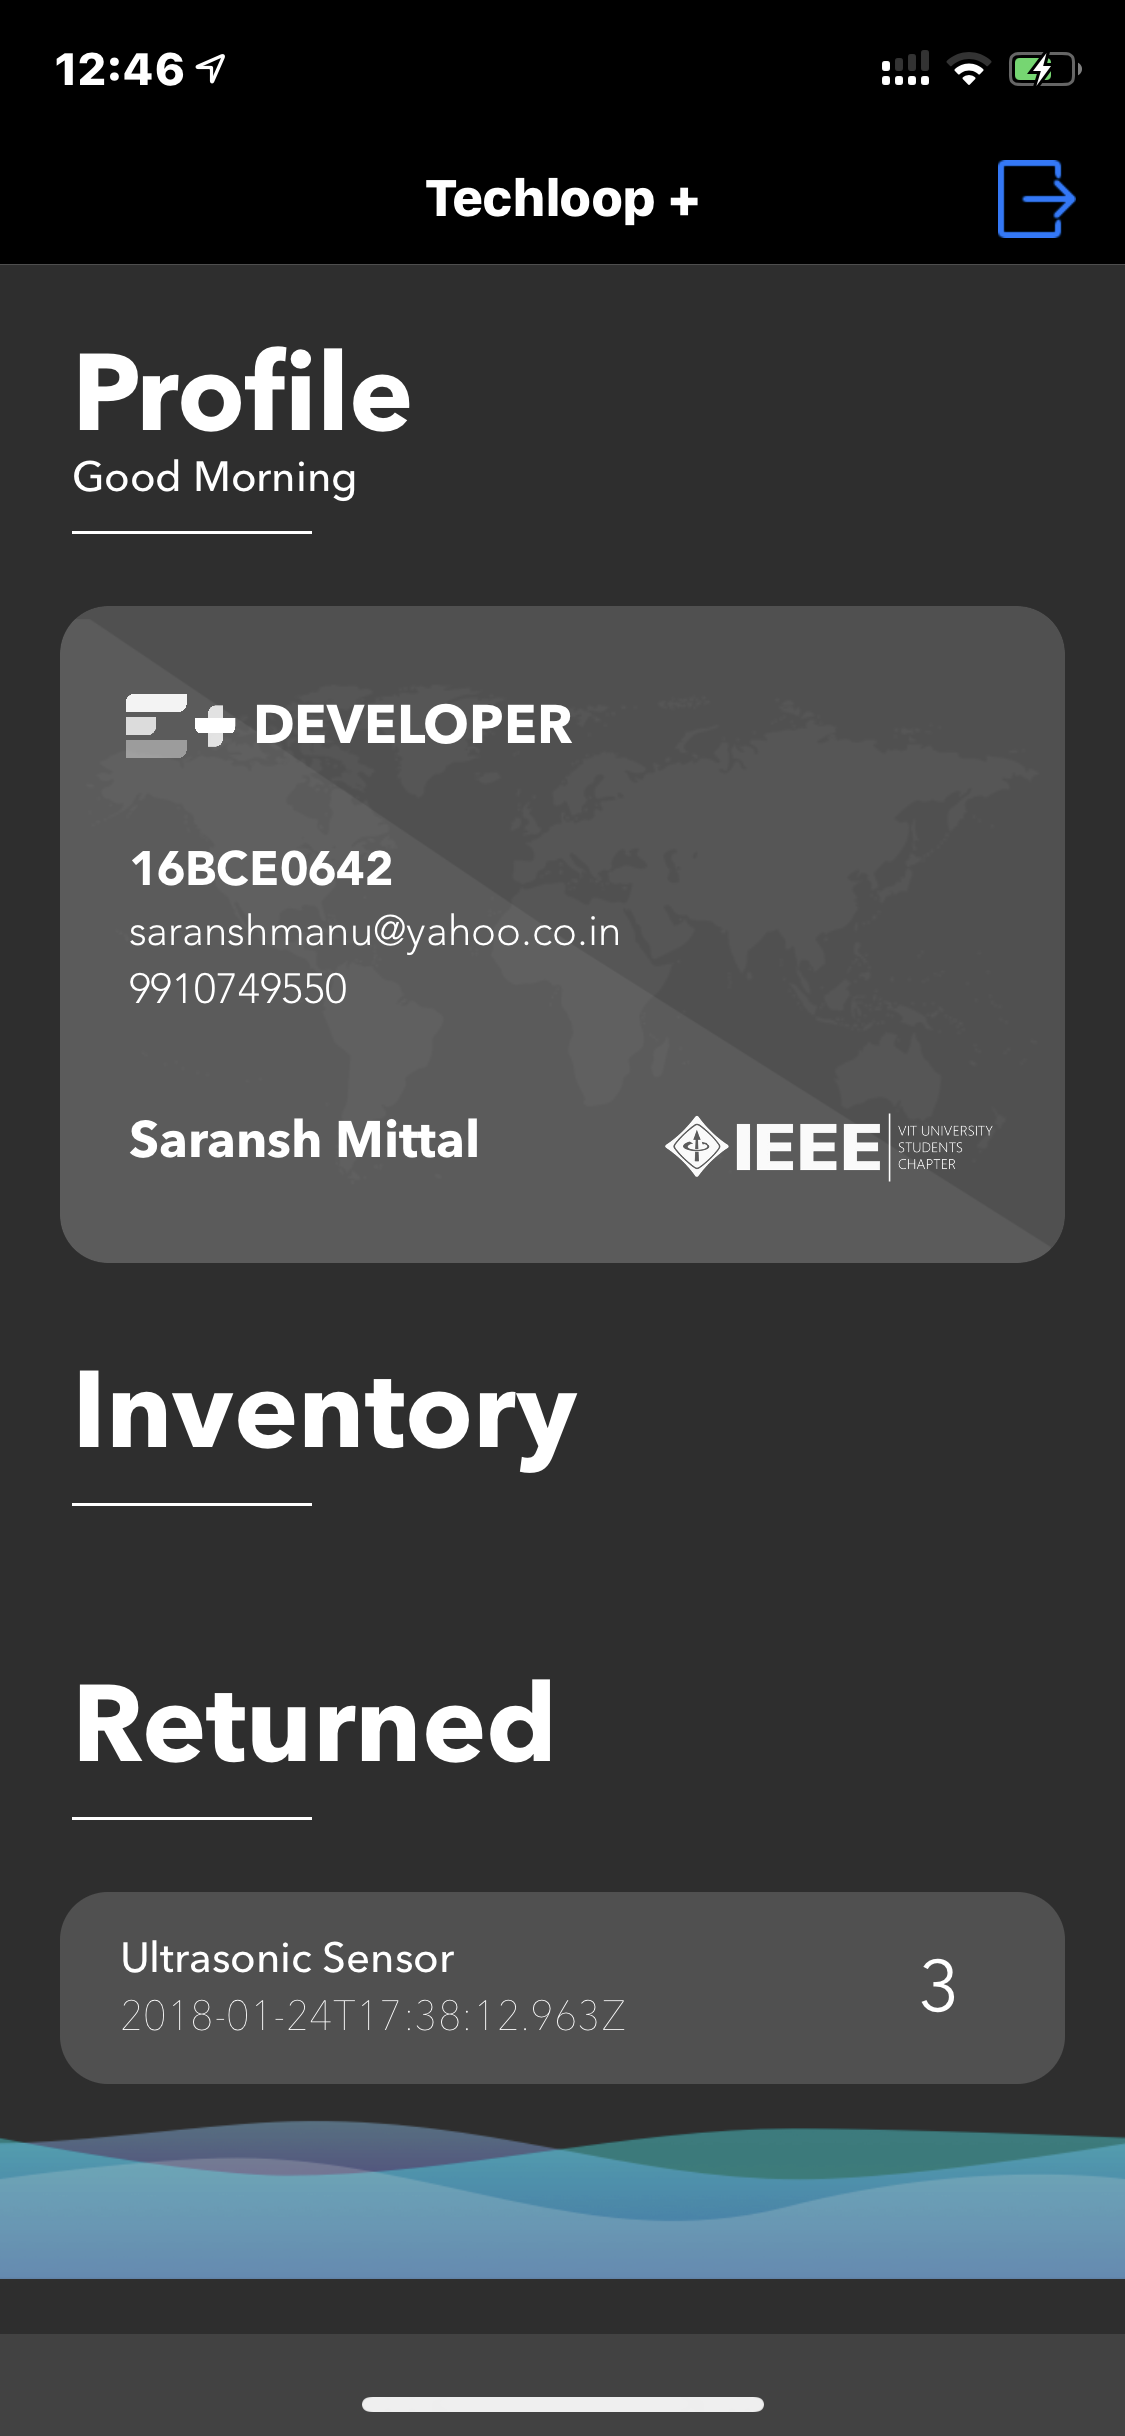 12:46
Techloop +
Profile
Good Morning
E+ DEVELOPER
16BCE0642
saranshmanu@yahoo.co.in
9910749550
Saransh Mittal
IEEE
VIT UNIVERSITY
STUDENTS
CHAPTER
Inventory
Returned
Ultrasonic Sensor
2018-01-24T17:38:12.963Z
3